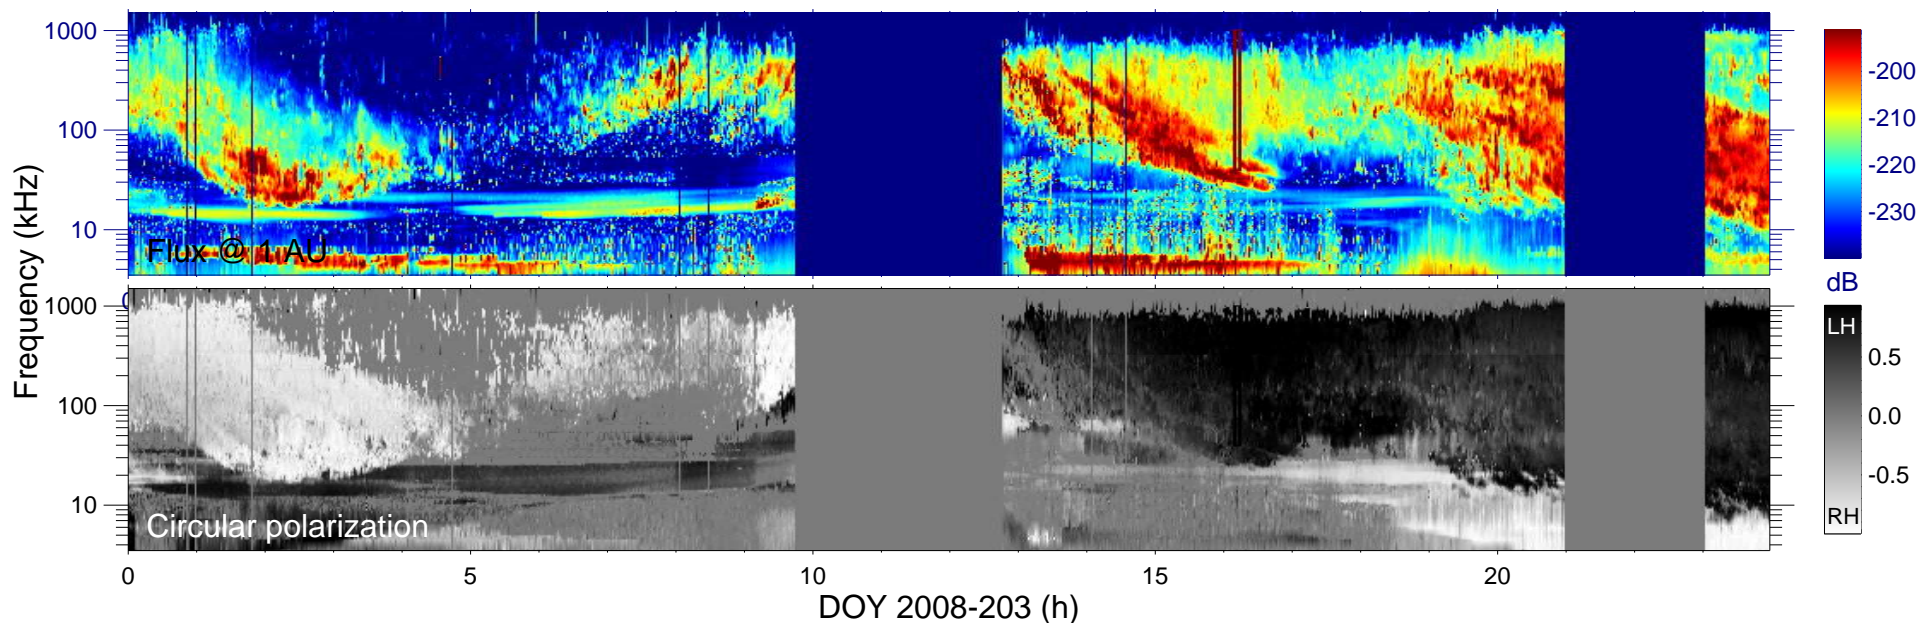 1000
100
10
Flux @ 1 AU
-200
-210
-220
-230
dB
Frequency (kHz)
0
1000
100
10
Circular polarization
LH
0.5
0.0
-0.5
RH
0
5
10
15
20
DOY 2008-203 (h)